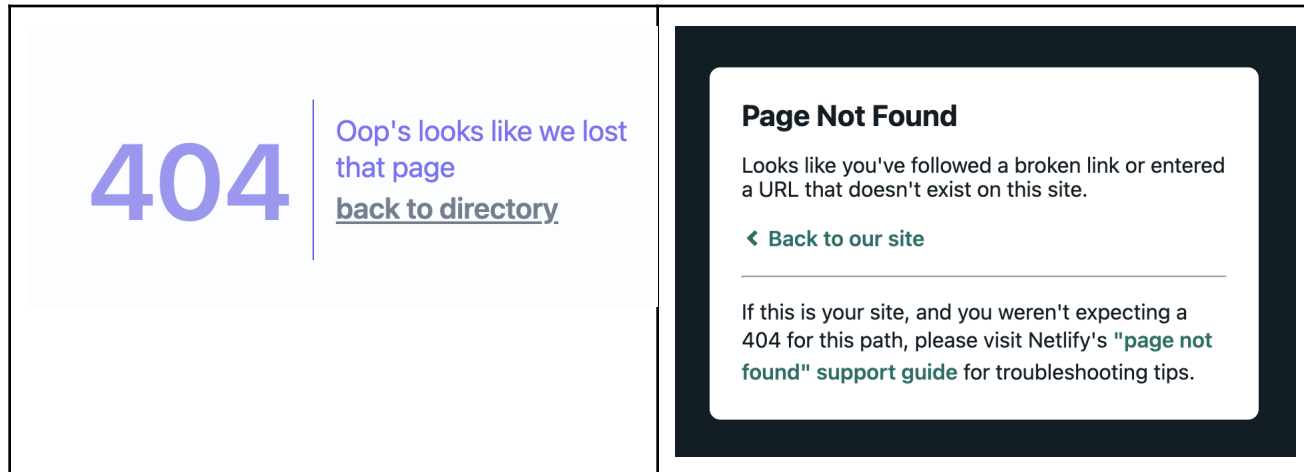 404
Oop's looks like we lost
that page
back to directory
Page Not Found
Looks like you've followed a broken link or entered
a URL that doesn't exist on this site.
Back to our site
If this is your site, and you weren't expecting a
404 for this path, please visit Netlify's "page not
found" support guide for troubleshooting tips.